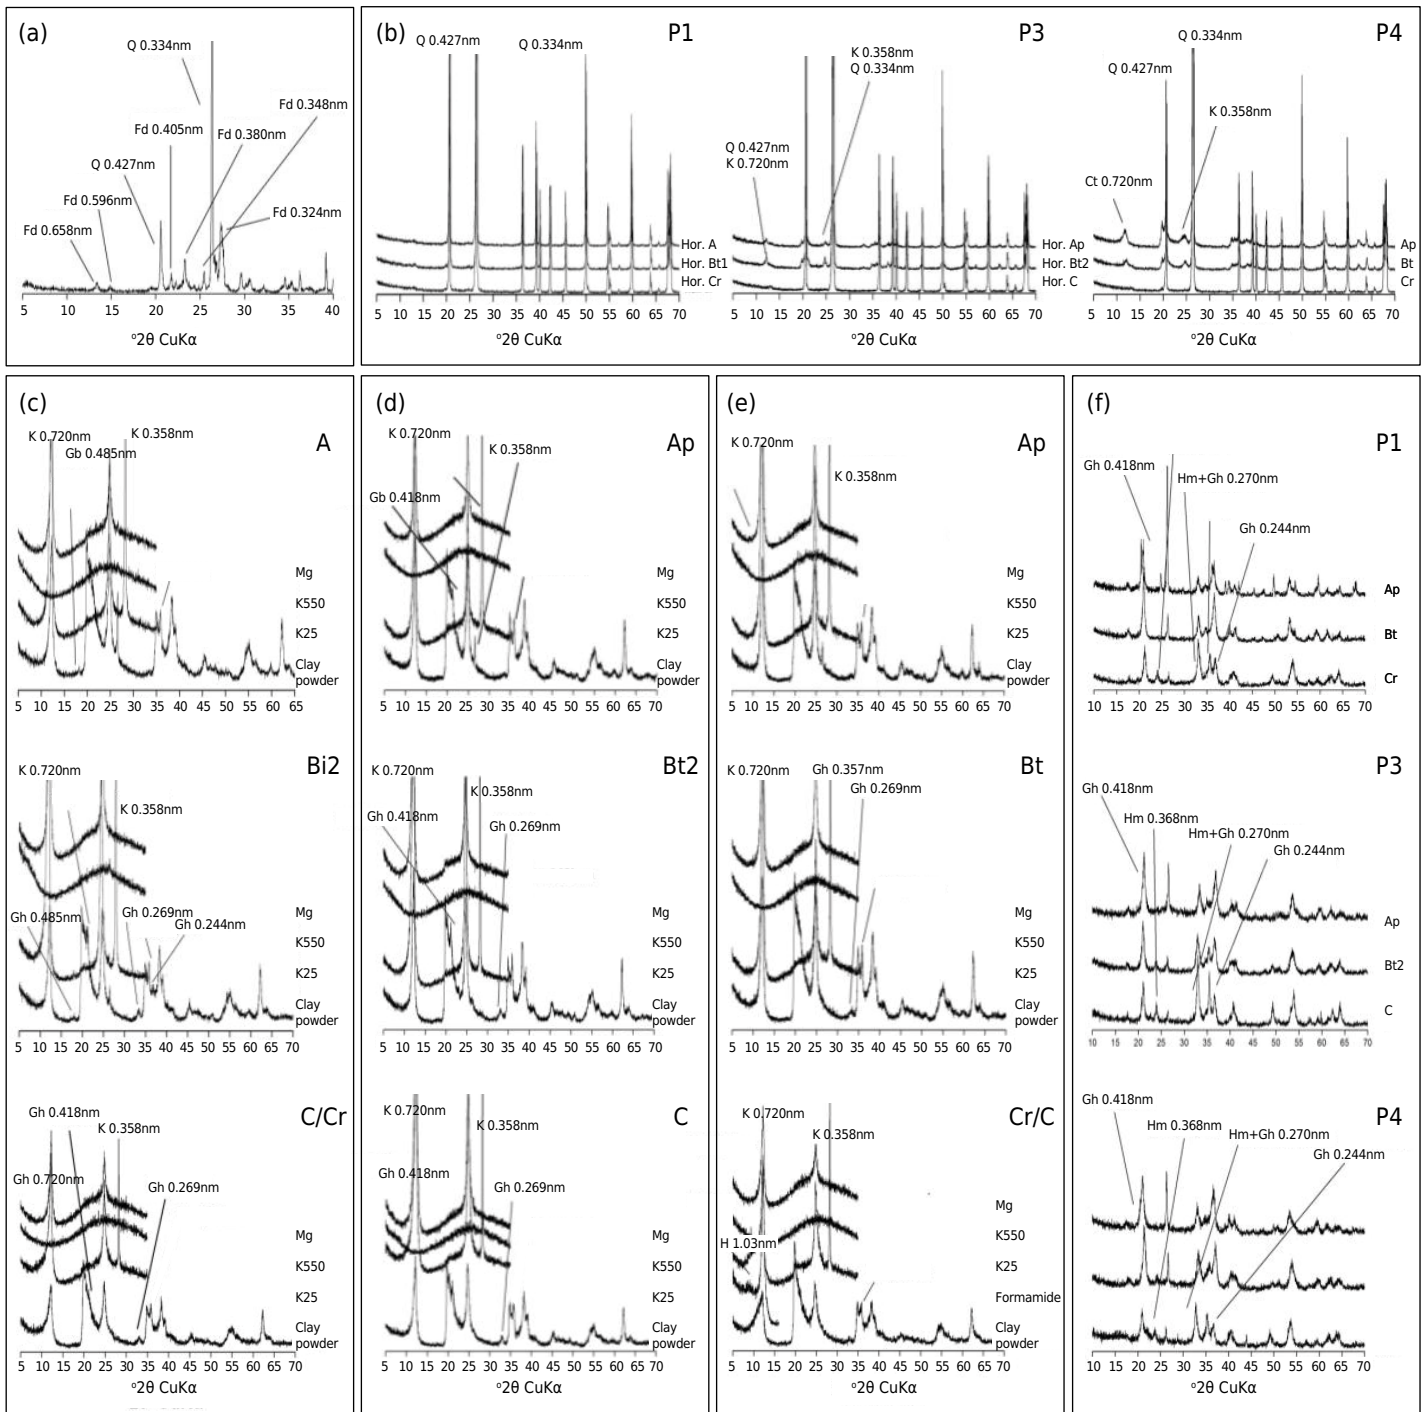 (a)
Q 0.334nm
Fd 0.348nm
Fd 0.405nm
Fd 0.380nm
Q 0.427nm
Fd 0.596nm
Fd 0.324nm
Fd 0.658nm
5 10 15 20 25 30 35 40
°2θ CuKα
(b)
P1
Q 0.427nm
Q 0.334nm
Hor. A
Hor. Bt1
Hor. Cr
5 10 15 20 25 30 35 40 45 50 55 60 65 70
°2θ CuKα
P3
K 0.358nm
Q 0.334nm
Q 0.427nm
K 0.720nm
Hor. Ap
Hor. Bt2
Hor. C
5 10 15 20 25 30 35 40 45 50 55 60 65 70
°2θ CuKα
P4
Q 0.334nm
Q 0.427nm
K 0.358nm
Ct 0.720nm
Ap
Bt
Cr
5 10 15 20 25 30 35 40 45 50 55 60 65 70
°2θ CuKα
(c)
A
K 0.720nm
K 0.358nm
Gb 0.485nm
Mg
K550
K25
Clay
powder
5 10 15 20 25 30 35 40 45 50 55 60 65
Bi2
K 0.720nm
K 0.358nm
Gh 0.485nm
Gh 0.269nm
Gh 0.244nm
Mg
K550
K25
Clay
powder
5 10 15 20 25 30 35 40 45 50 55 60 65 70
C/Cr
Gh 0.418nm
K 0.358nm
Gh 0.720nm
Gh 0.269nm
Mg
K550
K25
Clay
powder
5 10 15 20 25 30 35 40 45 50 55 60 65 70
°2θ CuKα
(d)
Ap
K 0.720nm
K 0.358nm
Gb 0.418nm
Mg
K550
K25
Clay
powder
5 10 15 20 25 30 35 40 45 50 55 60 65 70
Bt2
K 0.720nm
K 0.358nm
Gh 0.418nm
Gh 0.269nm
Mg
K550
K25
Clay
powder
5 10 15 20 25 30 35 40 45 50 55 60 65 70
C
K 0.720nm
K 0.358nm
Gh 0.418nm
Gh 0.269nm
Mg
K550
K25
Clay
powder
5 10 15 20 25 30 35 40 45 50 55 60 65 70
°2θ CuKα
(e)
Ap
K 0.720nm
K 0.358nm
Mg
K550
K25
Clay
powder
5 10 15 20 25 30 35 40 45 50 55 60 65 70
Bt
K 0.720nm
Gh 0.357nm
Gh 0.269nm
Mg
K550
K25
Clay
powder
5 10 15 20 25 30 35 40 45 50 55 60 65 70
Cr/C
K 0.720nm
K 0.358nm
H 1.03nm
Mg
K550
K25
Formamide
Clay
powder
5 10 15 20 25 30 35 40 45 50 55 60 65 70
°2θ CuKα
(f)
P1
Gh 0.418nm
Hm+Gh 0.270nm
Gh 0.244nm
Ap
Bt
Cr
10 15 20 25 30 35 40 45 50 55 60 65 70
P3
Gh 0.418nm
Hm 0.368nm
Hm+Gh 0.270nm
Gh 0.244nm
Ap
Bt2
C
10 15 20 25 30 35 40 45 50 55 60 65 70
P4
Gh 0.418nm
Hm 0.368nm
Hm+Gh 0.270nm
Gh 0.244nm
10 15 20 25 30 35 40 45 50 55 60 65 70
°2θ CuKα